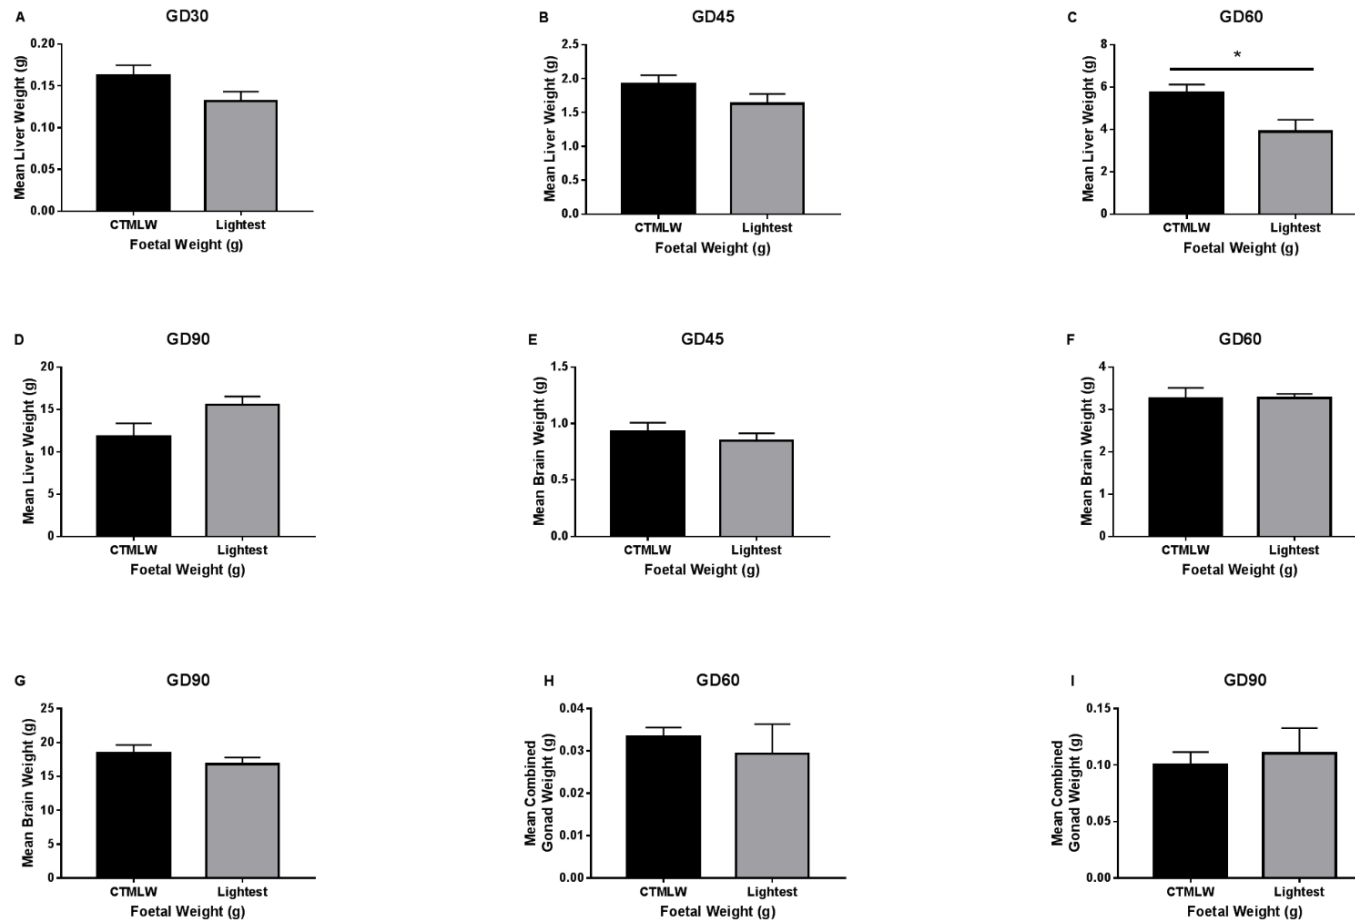 A
GD30
Mean Liver Weight (g)
0.20
0.15
0.10
0.05
0.00
CTMLW Lightest
Foetal Weight (g)
B
GD45
Mean Liver Weight (g)
2.5
2.0
1.5
1.0
0.5
0.0
CTMLW Lightest
Foetal Weight (g)
C
GD60
Mean Liver Weight (g)
8
6
4
2
0
*
CTMLW Lightest
Foetal Weight (g)
D
GD90
Mean Liver Weight (g)
20
15
10
5
0
CTMLW Lightest
Foetal Weight (g)
E
GD45
Mean Brain Weight (g)
1.5
1.0
0.5
0.0
CTMLW Lightest
Foetal Weight (g)
F
GD60
Mean Brain Weight (g)
4
3
2
1
0
CTMLW Lightest
Foetal Weight (g)
G
GD90
Mean Brain Weight (g)
25
20
15
10
5
0
CTMLW Lightest
Foetal Weight (g)
H
GD60
Mean Combined
Gonad Weight (g)
0.04
0.03
0.02
0.01
0.00
CTMLW Lightest
Foetal Weight (g)
I
GD90
Mean Combined
Gonad Weight (g)
0.15
0.10
0.05
0.00
CTMLW Lightest
Foetal Weight (g)